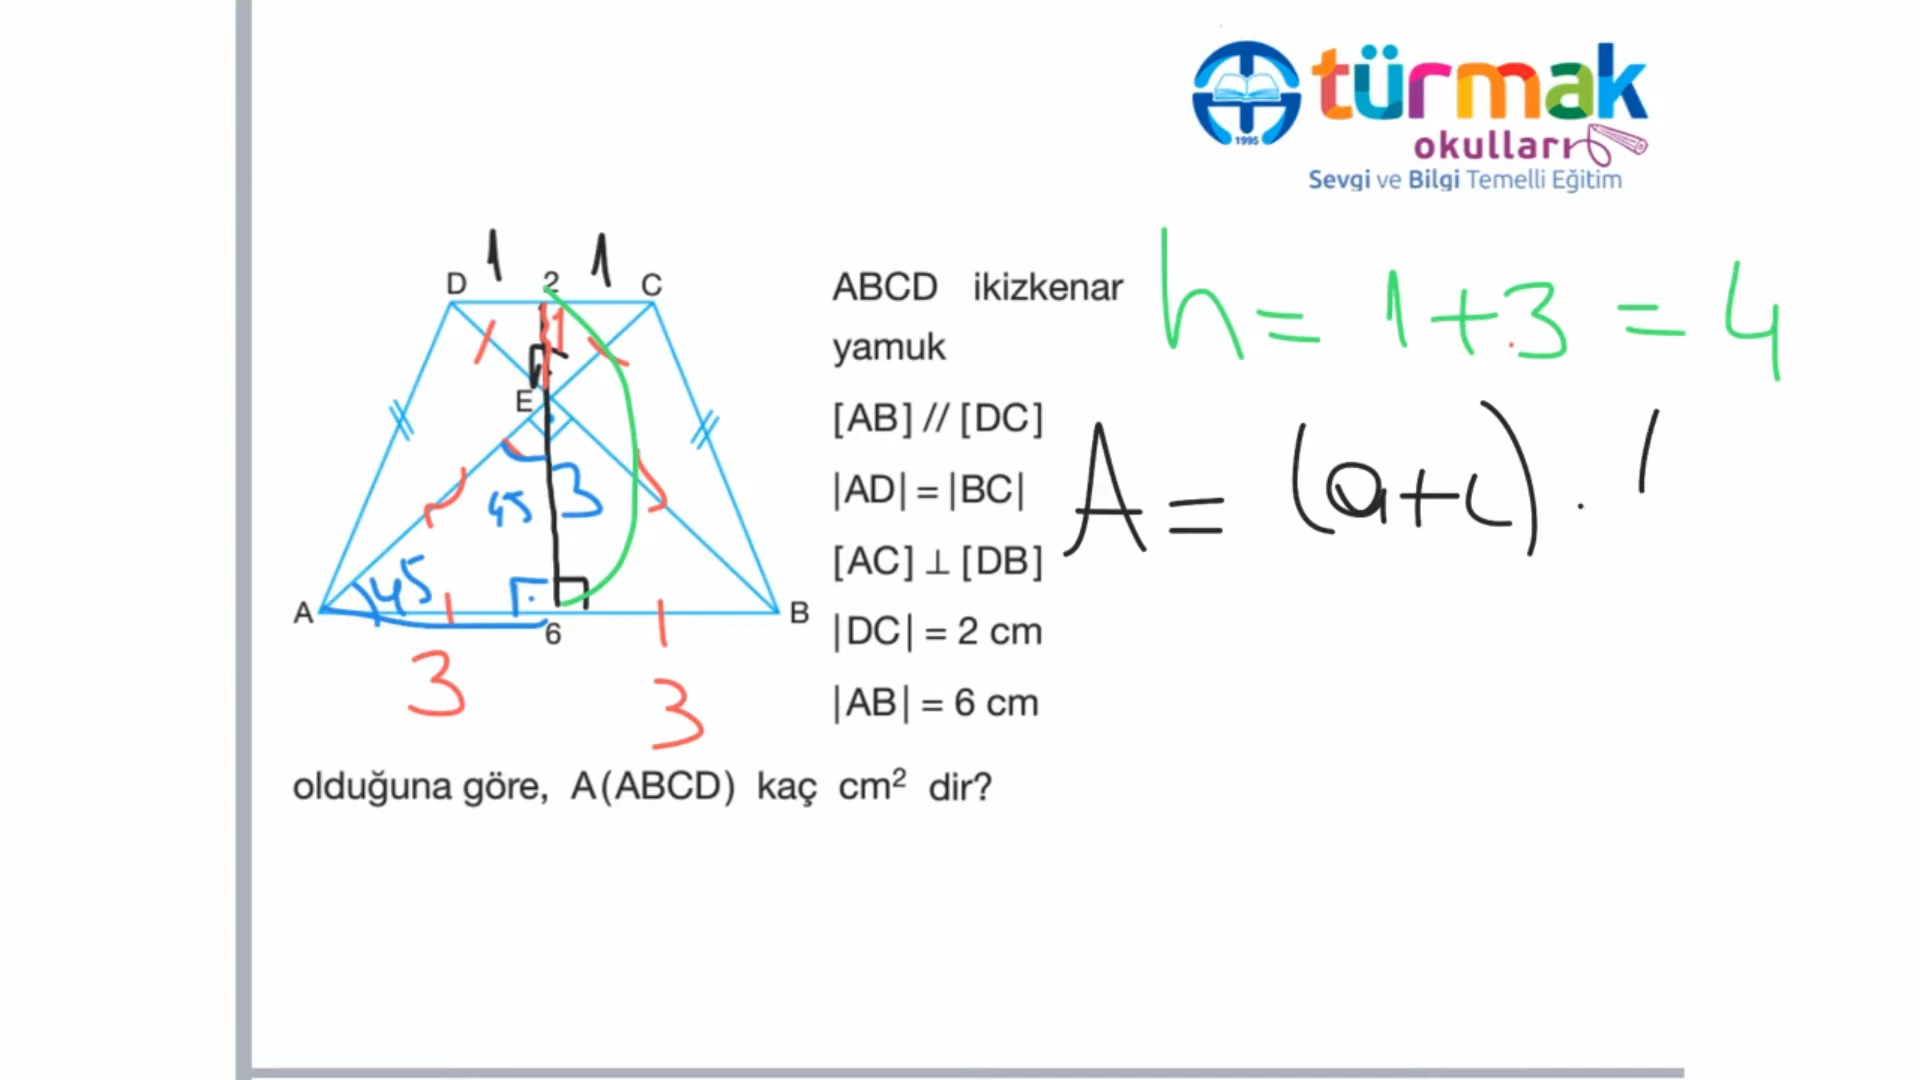 1995
türmak
okulları
Sevgi ve Bilgi Temelli Eğitim
1 1
D 2 C
1
E
45 3
45
A B
6
3 3
ABCD ikizkenar
yamuk
[AB] // [DC]
|AD| = |BC|
[AC] ⊥ [DB]
|DC| = 2 cm
|AB| = 6 cm
olduğuna göre, A(ABCD) kaç cm² dir?
h = 1+3 = 4
A = (a+c) .